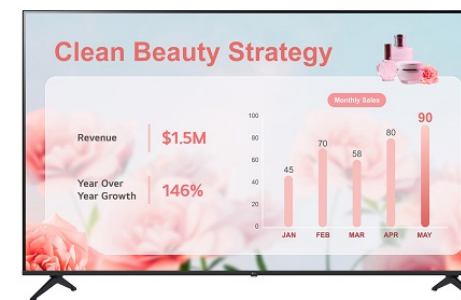 Clean Beauty Strategy
Monthly Sales
Revenue
$1.5M
Year Over
Year Growth
146%
100
80
60
40
20
0
45
70
58
80
90
JAN
FEB
MAR
APR
MAY